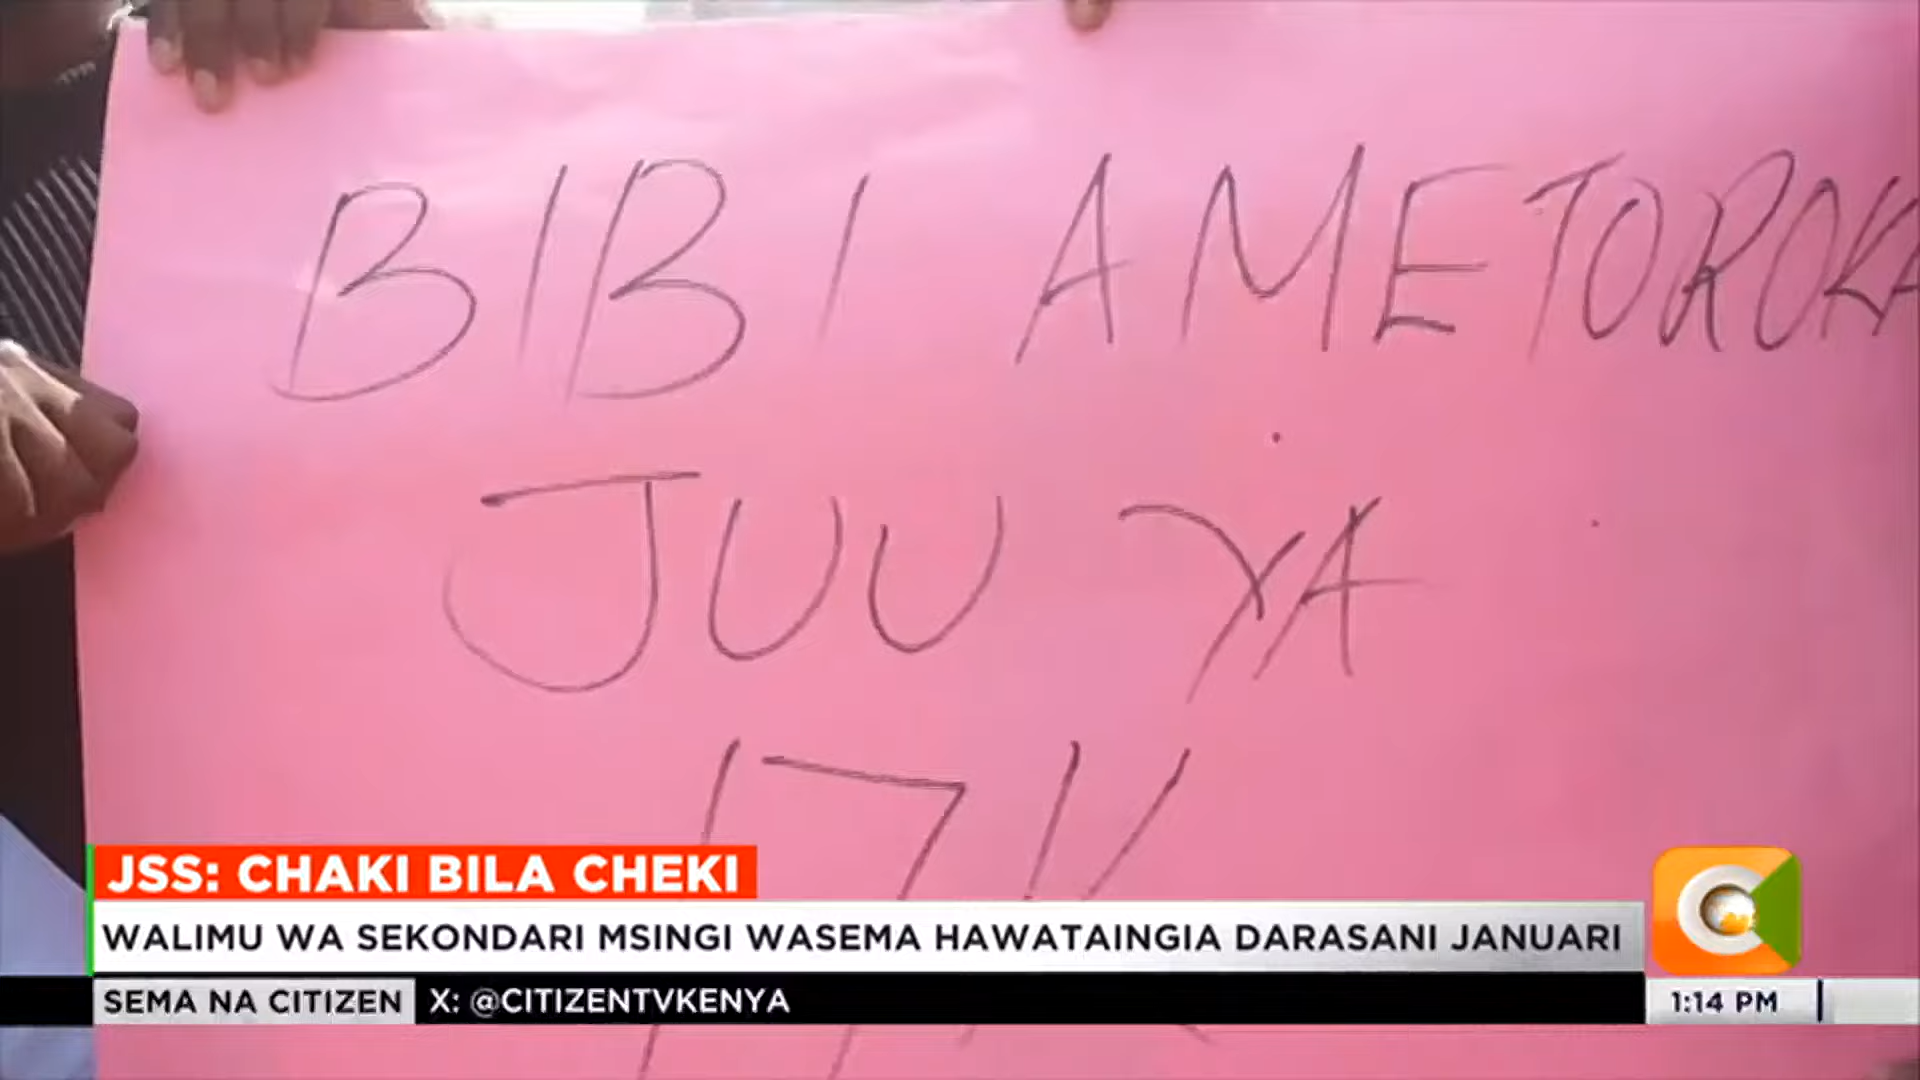 BIBI AMETOROKA
JUU YA
17K
JSS: CHAKI BILA CHEKI
WALIMU WA SEKONDARI MSINGI WASEMA HAWATAINGIA DARASANI JANUARI
SEMA NA CITIZEN X: @CITIZENTVKENYA
1:14 PM